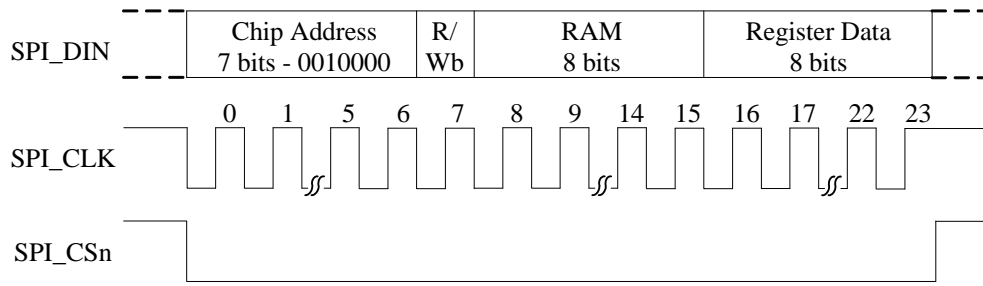 SPI_DIN
Chip Address
7 bits - 0010000
R/
Wb
RAM
8 bits
Register Data
8 bits
0 1 5 6 7 8 9 14 15 16 17 22 23
SPI_CLK
SPI_CSn